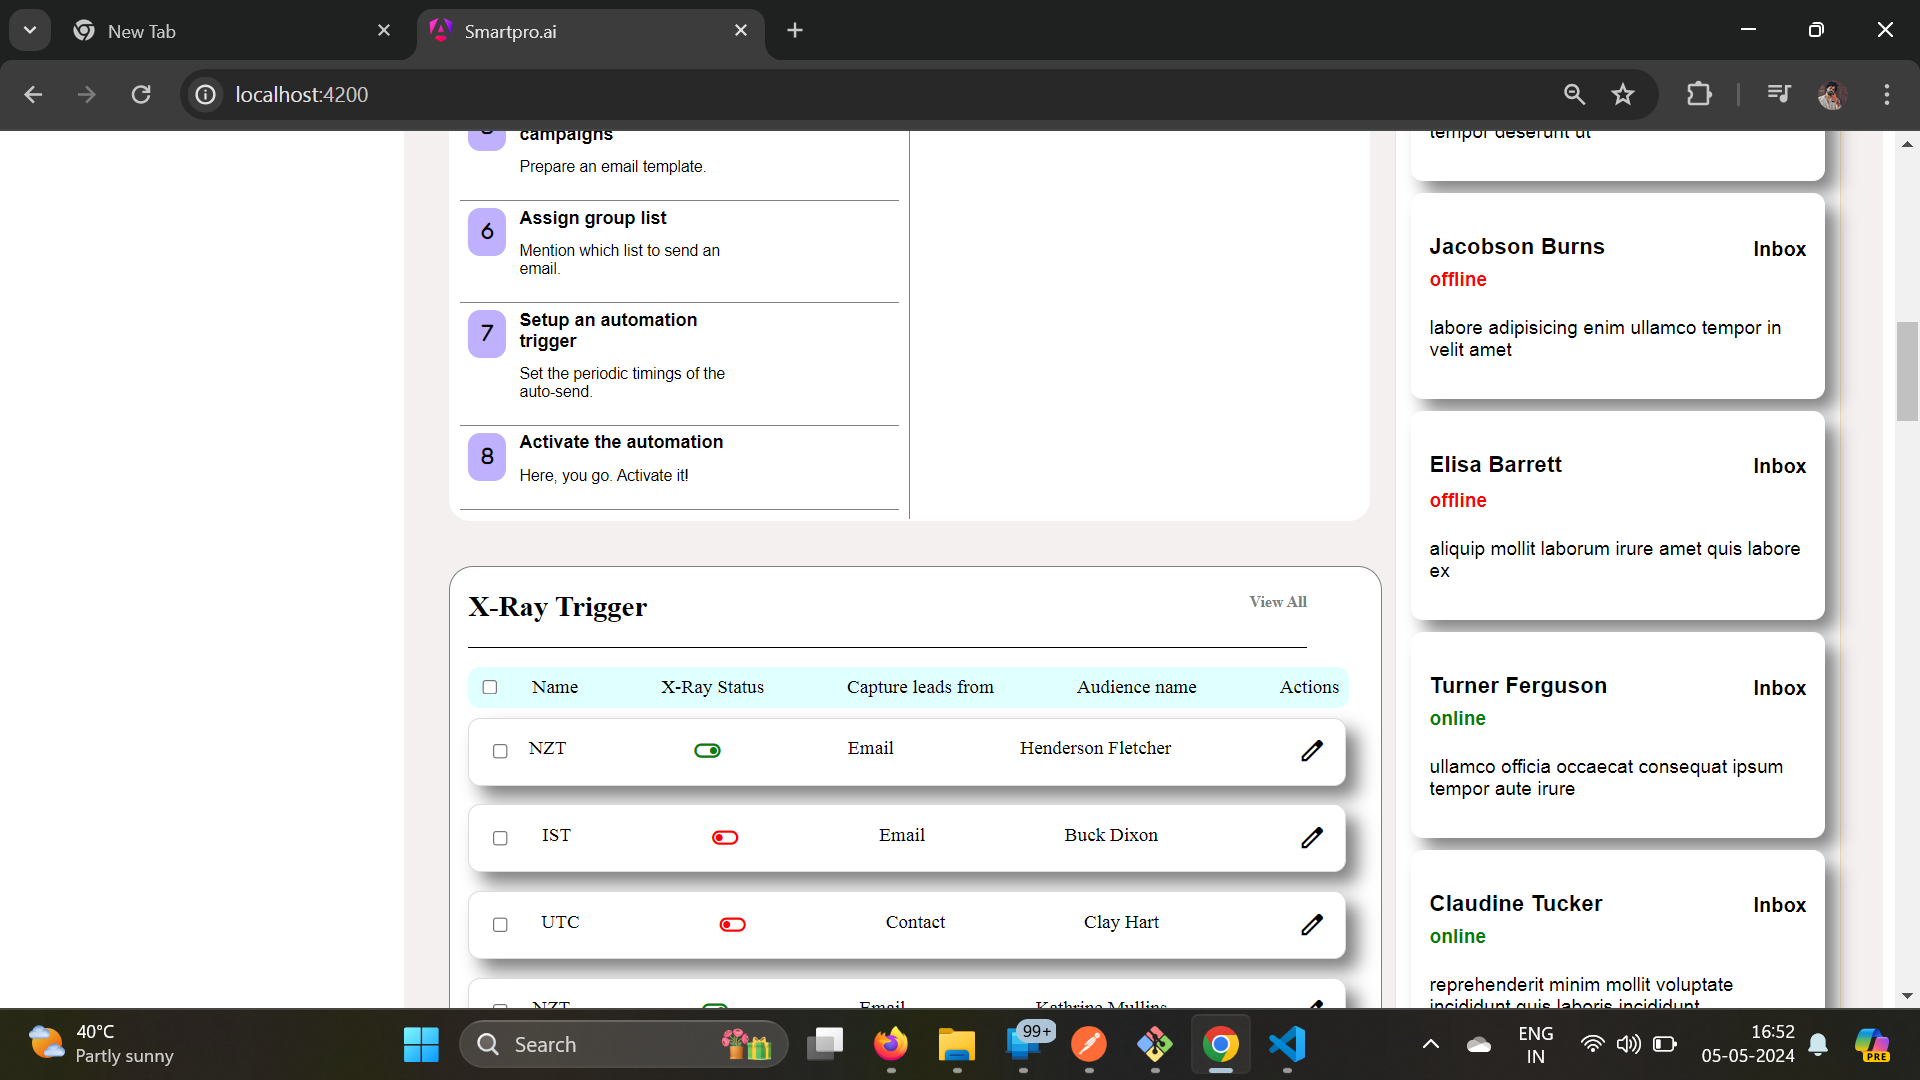 New Tab
Smartpro.ai
localhost:4200
campaigns
Prepare an email template.
6
Assign group list
Mention which list to send an
email.
7
Setup an automation
trigger
Set the periodic timings of the
auto-send.
8
Activate the automation
Here, you go. Activate it!
X-Ray Trigger
View All
Name X-Ray Status Capture leads from Audience name Actions
NZT Email Henderson Fletcher
IST Email Buck Dixon
UTC Contact Clay Hart
NZT Email Kathrine Mullins
tempor deserunt ut
Jacobson Burns Inbox
offline
labore adipisicing enim ullamco tempor in
velit amet
Elisa Barrett Inbox
offline
aliquip mollit laborum irure amet quis labore
ex
Turner Ferguson Inbox
online
ullamco officia occaecat consequat ipsum
tempor aute irure
Claudine Tucker Inbox
online
reprehenderit minim mollit voluptate
incididunt quis laboris incididunt
40°C
Partly sunny
Search
99+
ENG
IN
16:52
05-05-2024
PRE